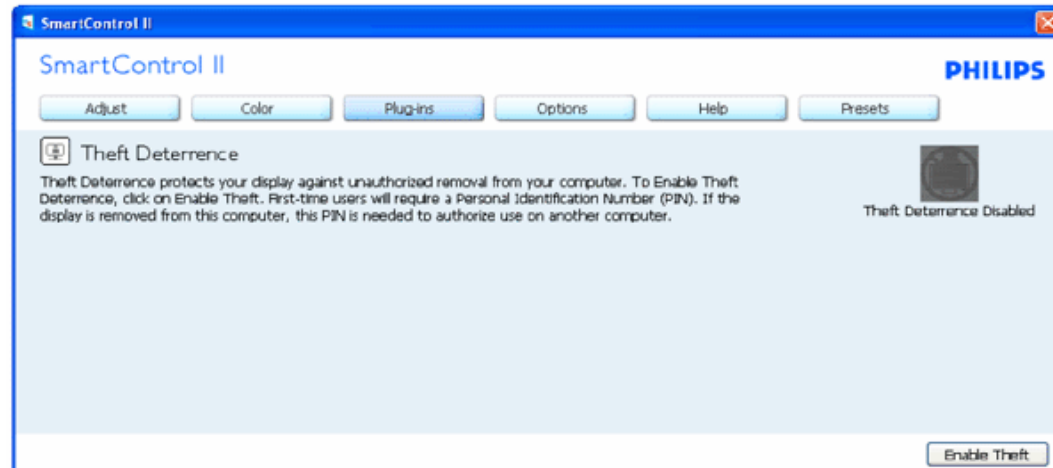 SmartControl II
SmartControl II
PHILIPS
Adjust Color Plug-ins Options Help Presets
Theft Deterrence
Theft Deterrence protects your display against unauthorized removal from your computer. To Enable Theft
Deterrence, click on Enable Theft. First-time users will require a Personal Identification Number (PIN). If the
display is removed from this computer, this PIN is needed to authorize use on another computer.
Theft Deterrence Disabled
Enable Theft